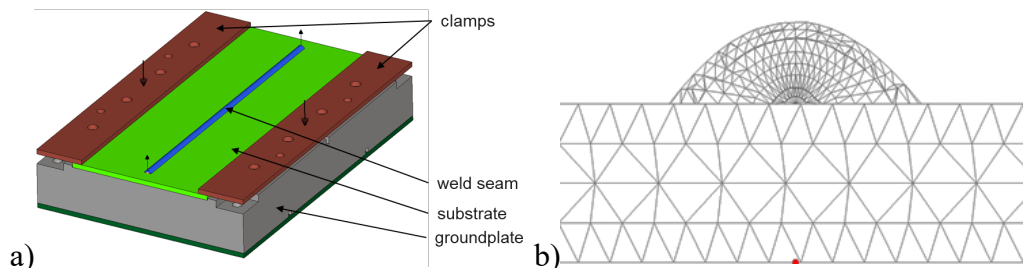 clamps
weld seam
substrate
groundplate
a)
b)